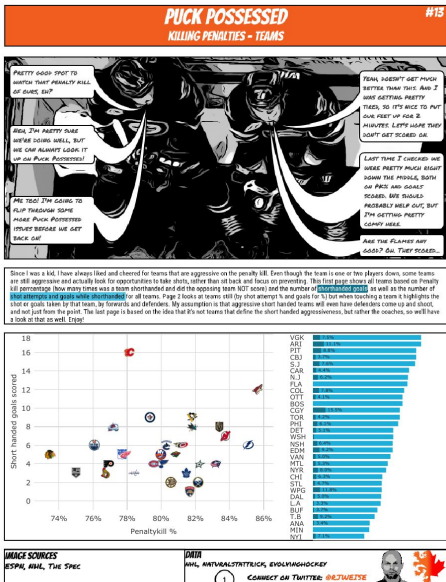 PUCK POSSESSED
#13
KILLING PENALTIES - TEAMS
PRETTY GOOD SPOT TO
WATCH THAT PENALTY KILL
OF OURS, EH?
HEH, I'M PRETTY SURE
WE'RE DOING WELL, BUT
WE CAN ALWAYS LOOK IT
UP ON PUCK POSSESSED!
ME TOO! I'M GOING TO
FLIP THROUGH SOME
MORE PUCK POSSESSED
ISSUES BEFORE WE GET
BACK ON!
YEAH, DOESN'T GET MUCH
BETTER THAN THIS. AND I
WAS GETTING PRETTY
TIRED, SO IT'S NICE TO PUT
OUR FEET UP FOR 2
MINUTES. LET'S HOPE THEY
DON'T GET SCORED ON.
LAST TIME I CHECKED WE
WERE PRETTY MUCH RIGHT
DOWN THE MIDDLE, BOTH
ON PK% AND GOALS
SCORED. WE SHOULD
PROBABLY HELP OUT, BUT
I'M GETTING PRETTY
COMFY HERE.
ARE THE FLAMES ANY
GOOD? OH, THEY SCORED...
Since I was a kid, I have always liked and cheered for teams that are aggressive on the penalty kill. Even though the team is one or two players down, some teams
are still aggressive and actually look for opportunities to take shots, rather than sit back and focus on preventing. This first page shows all teams based on Penalty
kill percentage (how many times was a team shorthanded and did the opposing team NOT score) and the number of shorthanded goals, as well as the number of
shot attempts and goals while shorthanded for all teams. Page 2 looks at teams still (by shot attempt % and goals for %) but when touching a team it highlights the
shot or goals taken by that team, by forwards and defenders. My assumption is that aggressive short handed teams will even have defenders come up and shoot,
and not just from the point. The last page is based on the idea that it's not teams that define the short handed aggressiveness, but rather the coaches, so we'll have
a look at that as well. Enjoy!
18
16
14
12
10
8
6
4
2
0
Short handed goals scored
74%
76%
78%
80%
82%
84%
86%
Penaltykill %
VGK
ARI
PIT
CBJ
S.J
CAR
N.J
FLA
COL
OTT
BOS
CGY
TOR
PHI
DET
WSH
NSH
EDM
VAN
MTL
NYR
CHI
STL
WPG
DAL
L.A
BUF
T.B
ANA
MIN
NYI
IMAGE SOURCES
ESPN, NHL, THE SPEC
DATA
NHL, NATURALSTATTRICK, EVOLVINGHOCKEY
1
CONNECT ON TWITTER: @RJWEISE